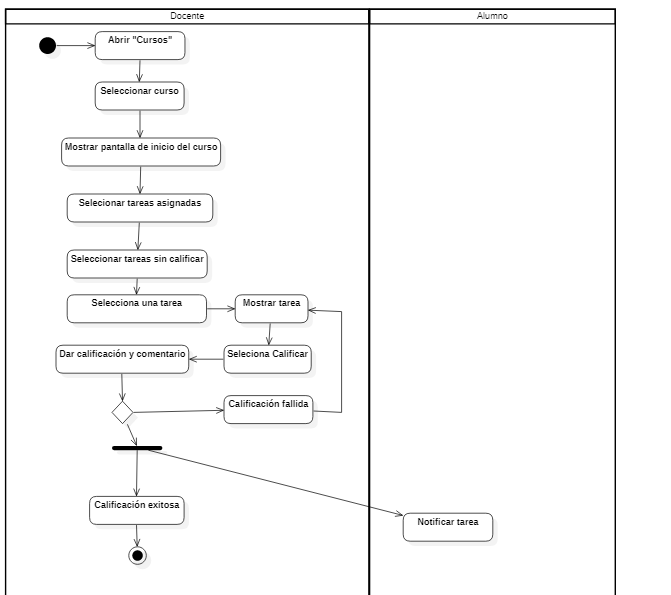 Docente
Alumno
Abrir "Cursos"
Seleccionar curso
Mostrar pantalla de inicio del curso
Selecionar tareas asignadas
Seleccionar tareas sin calificar
Selecciona una tarea
Mostrar tarea
Dar calificación y comentario
Seleciona Calificar
Calificación fallida
Calificación exitosa
Notificar tarea